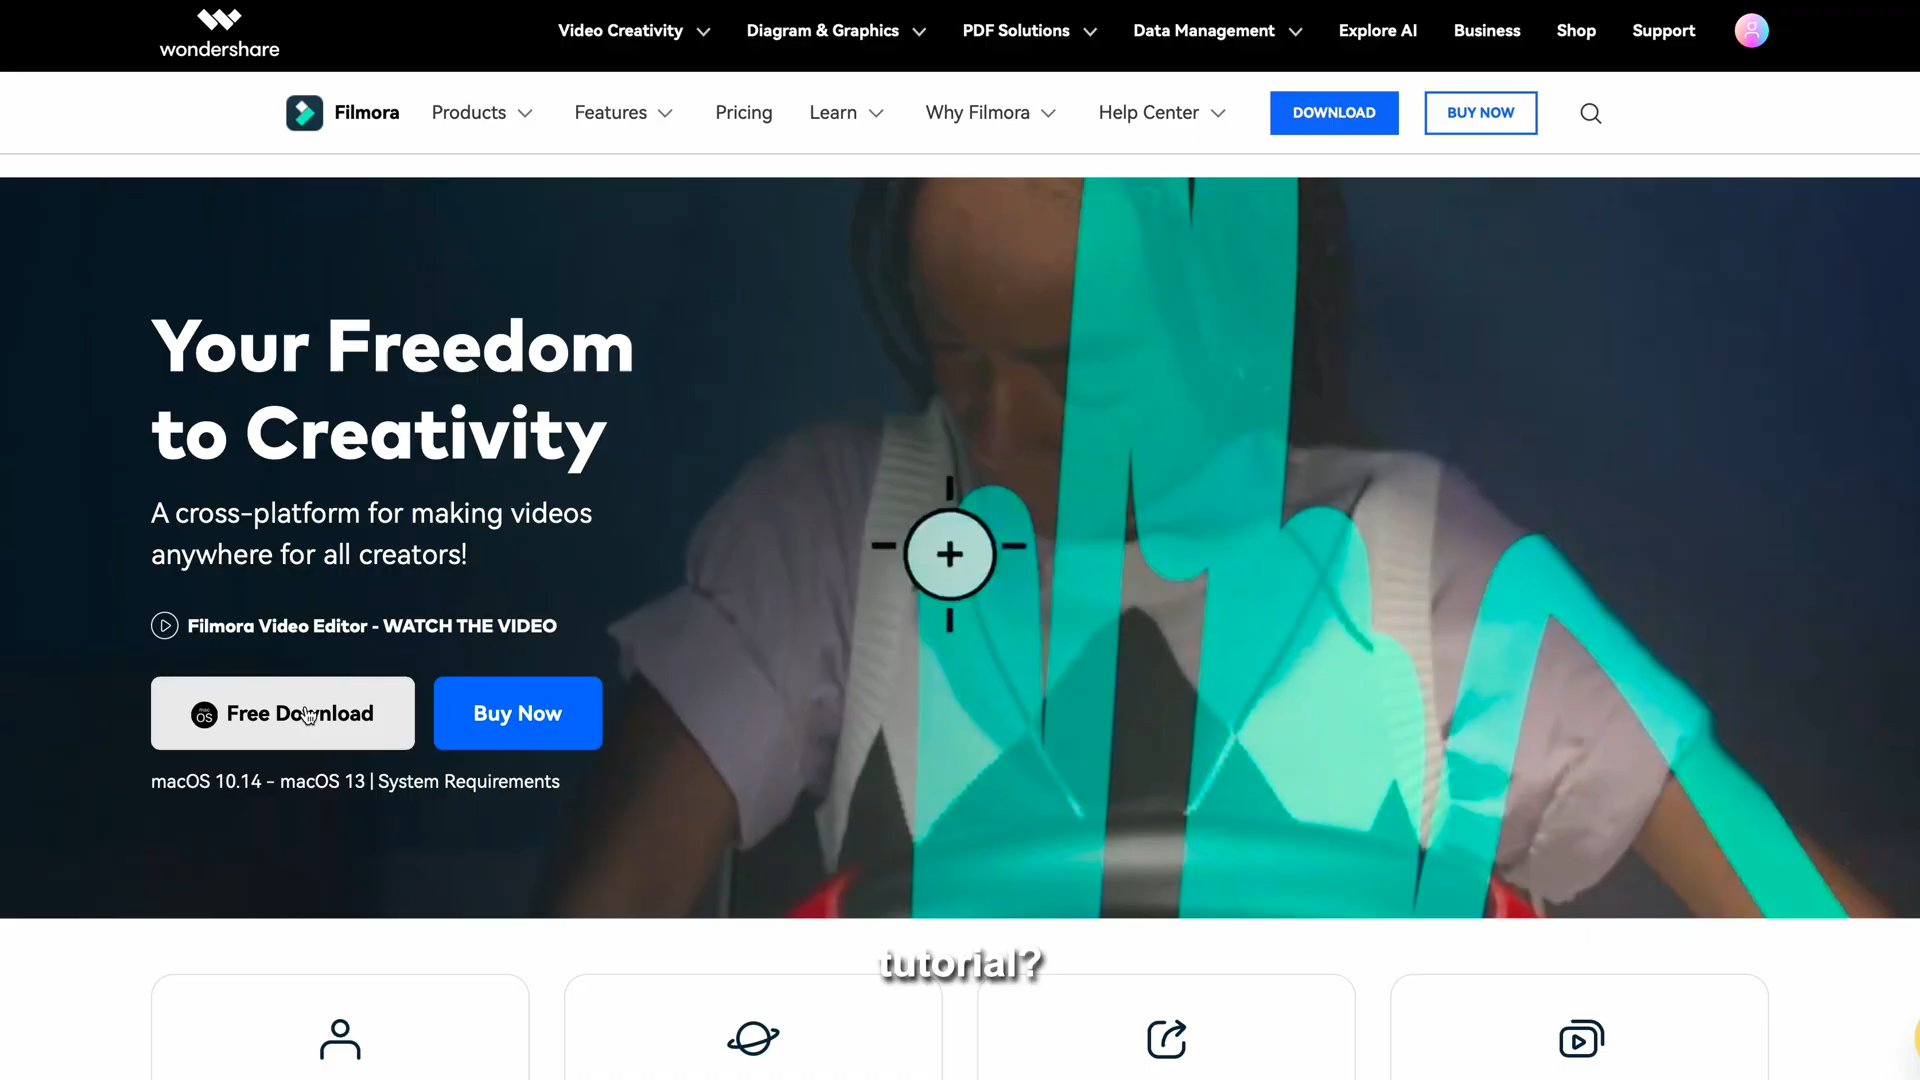 wondershare
Video Creativity
Diagram & Graphics
PDF Solutions
Data Management
Explore AI
Business
Shop
Support
Filmora
Products
Features
Pricing
Learn
Why Filmora
Help Center
DOWNLOAD
BUY NOW
Your Freedom
to Creativity
A cross-platform for making videos
anywhere for all creators!
Filmora Video Editor - WATCH THE VIDEO
macOS
Free Download
Buy Now
macOS 10.14 - macOS 13 | System Requirements
tutorial?